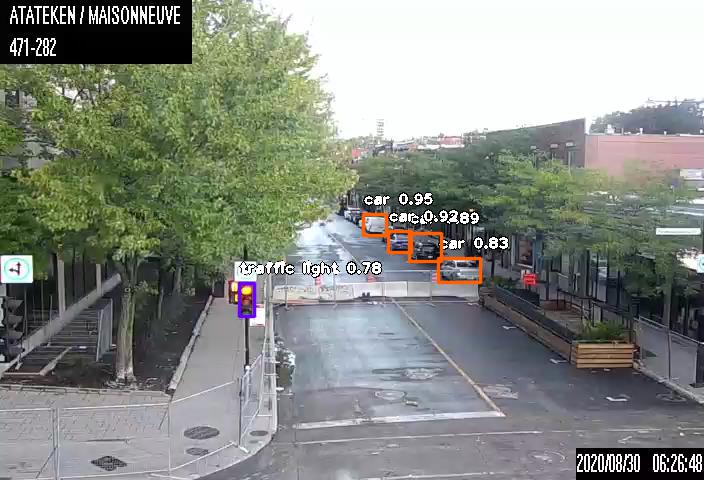 ATATEKEN / MAISONNEUVE
471-282
car 0.95
car 0.92
89
car 0.83
traffic light 0.78
2020/08/30 06:26:48